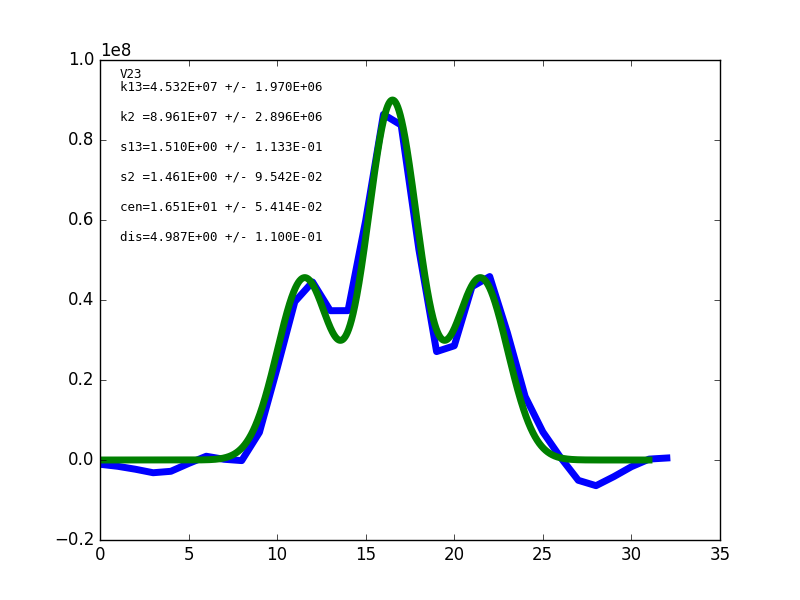 1e8
1.0
V23
k13=4.532E+07 +/- 1.970E+06
k2 =8.961E+07 +/- 2.896E+06
0.8
s13=1.510E+00 +/- 1.133E-01
s2 =1.461E+00 +/- 9.542E-02
cen=1.651E+01 +/- 5.414E-02
0.6
dis=4.987E+00 +/- 1.100E-01
0.4
0.2
0.0
−0.2
0 5 10 15 20 25 30 35